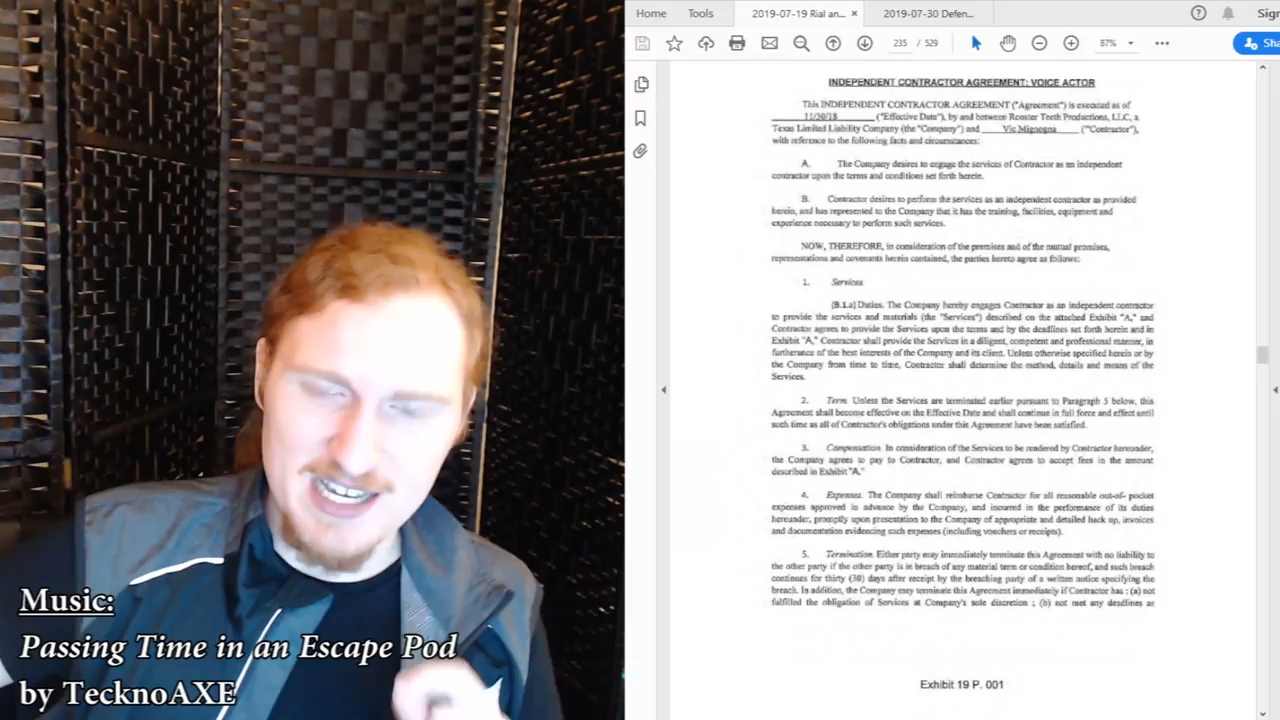 Home Tools 2019-07-19 Rial an... × 2019-07-30 Defen... Sign
235 / 529 87% Sha
INDEPENDENT CONTRACTOR AGREEMENT: VOICE ACTOR
This INDEPENDENT CONTRACTOR AGREEMENT ("Agreement") is executed as of
11/30/18 ("Effective Date"), by and between Rooster Teeth Productions, LLC, a
Texas Limited Liability Company (the "Company") and Vic Mignogna ("Contractor"),
with reference to the following facts and circumstances:
A. The Company desires to engage the services of Contractor as an independent
contractor upon the terms and conditions set forth herein.
B. Contractor desires to perform the services as an independent contractor as provided
herein, and has represented to the Company that it has the training, facilities, equipment and
experience necessary to perform such services.
NOW, THEREFORE, in consideration of the premises and of the mutual promises,
representations and covenants herein contained, the parties hereto agree as follows:
1. Services.
(B.1.a) Duties. The Company hereby engages Contractor as an independent contractor
to provide the services and materials (the "Services") described on the attached Exhibit "A," and
Contractor agrees to provide the Services upon the terms and by the deadlines set forth herein and in
Exhibit "A," Contractor shall provide the Services in a diligent, competent and professional manner, in
furtherance of the best interests of the Company and its client. Unless otherwise specified herein or by
the Company from time to time, Contractor shall determine the method, details and means of the
Services.
2. Term. Unless the Services are terminated earlier pursuant to Paragraph 5 below, this
Agreement shall become effective on the Effective Date and shall continue in full force and effect until
such time as all of Contractor's obligations under this Agreement have been satisfied.
3. Compensation. In consideration of the Services to be rendered by Contractor hereunder,
the Company agrees to pay to Contractor, and Contractor agrees to accept fees in the amount
described in Exhibit "A."
4. Expenses. The Company shall reimburse Contractor for all reasonable out-of- pocket
expenses approved in advance by the Company, and incurred in the performance of its duties
hereunder, promptly upon presentation to the Company of appropriate and detailed back up, invoices
and documentation evidencing such expenses (including vouchers or receipts).
5. Termination. Either party may immediately terminate this Agreement with no liability to
the other party if the other party is in breach of any material term or condition hereof, and such breach
continues for thirty (30) days after receipt by the breaching party of a written notice specifying the
breach. In addition, the Company may terminate this Agreement immediately if Contractor has : (a) not
fulfilled the obligation of Services at Company's sole discretion ; (b) not met any deadlines as
Exhibit 19 P. 001
Music:
Passing Time in an Escape Pod
by TecknoAXE